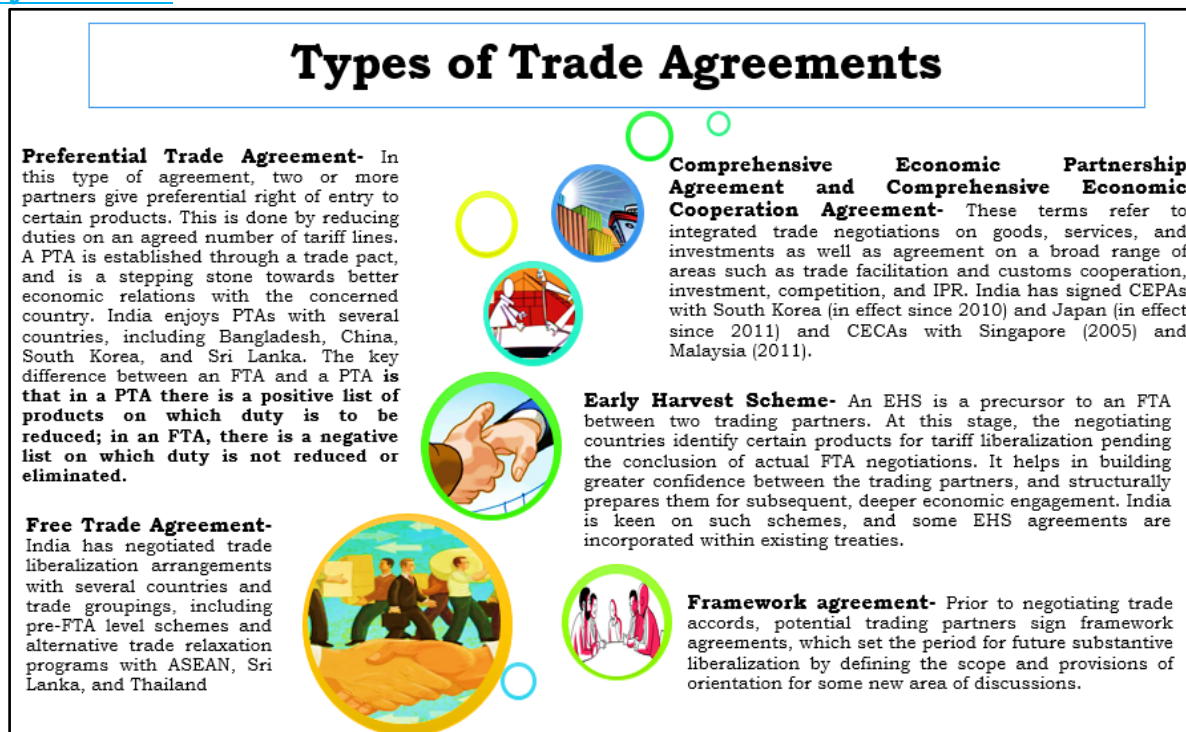 Types of Trade Agreements
Preferential Trade Agreement- In
this type of agreement, two or more
partners give preferential right of entry to
certain products. This is done by reducing
duties on an agreed number of tariff lines.
A PTA is established through a trade pact,
and is a stepping stone towards better
economic relations with the concerned
country. India enjoys PTAs with several
countries, including Bangladesh, China,
South Korea, and Sri Lanka. The key
difference between an FTA and a PTA is
that in a PTA there is a positive list of
products on which duty is to be
reduced; in an FTA, there is a negative
list on which duty is not reduced or
eliminated.
Free Trade Agreement-
India has negotiated trade
liberalization arrangements
with several countries and
trade groupings, including
pre-FTA level schemes and
alternative trade relaxation
programs with ASEAN, Sri
Lanka, and Thailand
Comprehensive Economic Partnership
Agreement and Comprehensive Economic
Cooperation Agreement- These terms refer to
integrated trade negotiations on goods, services, and
investments as well as agreement on a broad range of
areas such as trade facilitation and customs cooperation,
investment, competition, and IPR. India has signed CEPAs
with South Korea (in effect since 2010) and Japan (in effect
since 2011) and CECAs with Singapore (2005) and
Malaysia (2011).
Early Harvest Scheme- An EHS is a precursor to an FTA
between two trading partners. At this stage, the negotiating
countries identify certain products for tariff liberalization pending
the conclusion of actual FTA negotiations. It helps in building
greater confidence between the trading partners, and structurally
prepares them for subsequent, deeper economic engagement. India
is keen on such schemes, and some EHS agreements are
incorporated within existing treaties.
Framework agreement- Prior to negotiating trade
accords, potential trading partners sign framework
agreements, which set the period for future substantive
liberalization by defining the scope and provisions of
orientation for some new area of discussions.